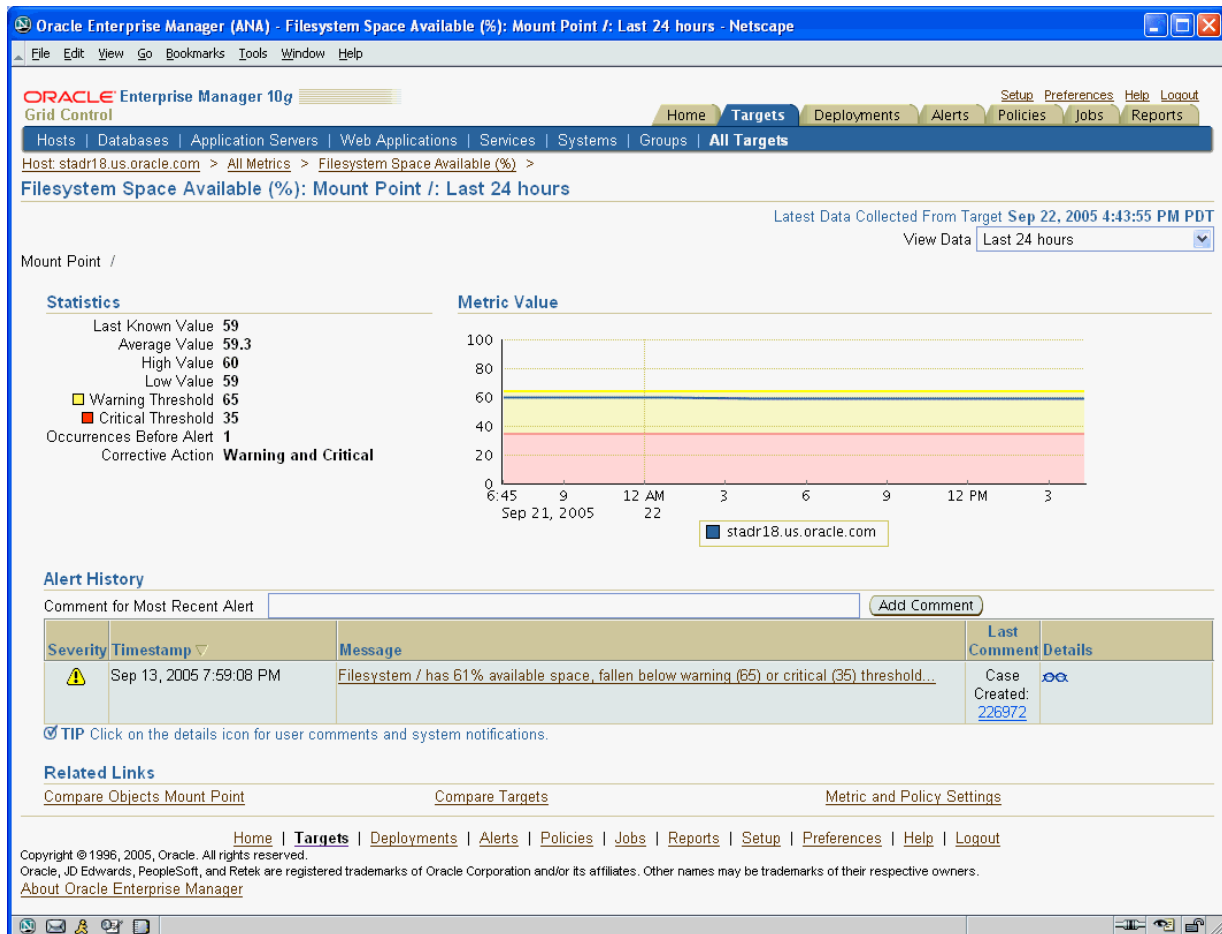 Oracle Enterprise Manager (ANA) - Filesystem Space Available (%): Mount Point /: Last 24 hours - Netscape
File Edit View Go Bookmarks Tools Window Help
ORACLE Enterprise Manager 10g
Grid Control
Setup Preferences Help Logout
Home Targets Deployments Alerts Policies Jobs Reports
Hosts | Databases | Application Servers | Web Applications | Services | Systems | Groups | All Targets
Host: stadr18.us.oracle.com > All Metrics > Filesystem Space Available (%) >
Filesystem Space Available (%): Mount Point /: Last 24 hours
Latest Data Collected From Target Sep 22, 2005 4:43:55 PM PDT
View Data Last 24 hours
Mount Point /
Statistics
Last Known Value 59
Average Value 59.3
High Value 60
Low Value 59
Warning Threshold 65
Critical Threshold 35
Occurrences Before Alert 1
Corrective Action Warning and Critical
Metric Value
100
80
60
40
20
0
6:45 9 12 AM 3 6 9 12 PM 3
Sep 21, 2005 22
stadr18.us.oracle.com
Alert History
Comment for Most Recent Alert Add Comment
Severity Timestamp Message Last Comment Details
Sep 13, 2005 7:59:08 PM Filesystem / has 61% available space, fallen below warning (65) or critical (35) threshold... Case Created: 226972
TIP Click on the details icon for user comments and system notifications.
Related Links
Compare Objects Mount Point Compare Targets Metric and Policy Settings
Home | Targets | Deployments | Alerts | Policies | Jobs | Reports | Setup | Preferences | Help | Logout
Copyright © 1996, 2005, Oracle. All rights reserved.
Oracle, JD Edwards, PeopleSoft, and Retek are registered trademarks of Oracle Corporation and/or its affiliates. Other names may be trademarks of their respective owners.
About Oracle Enterprise Manager